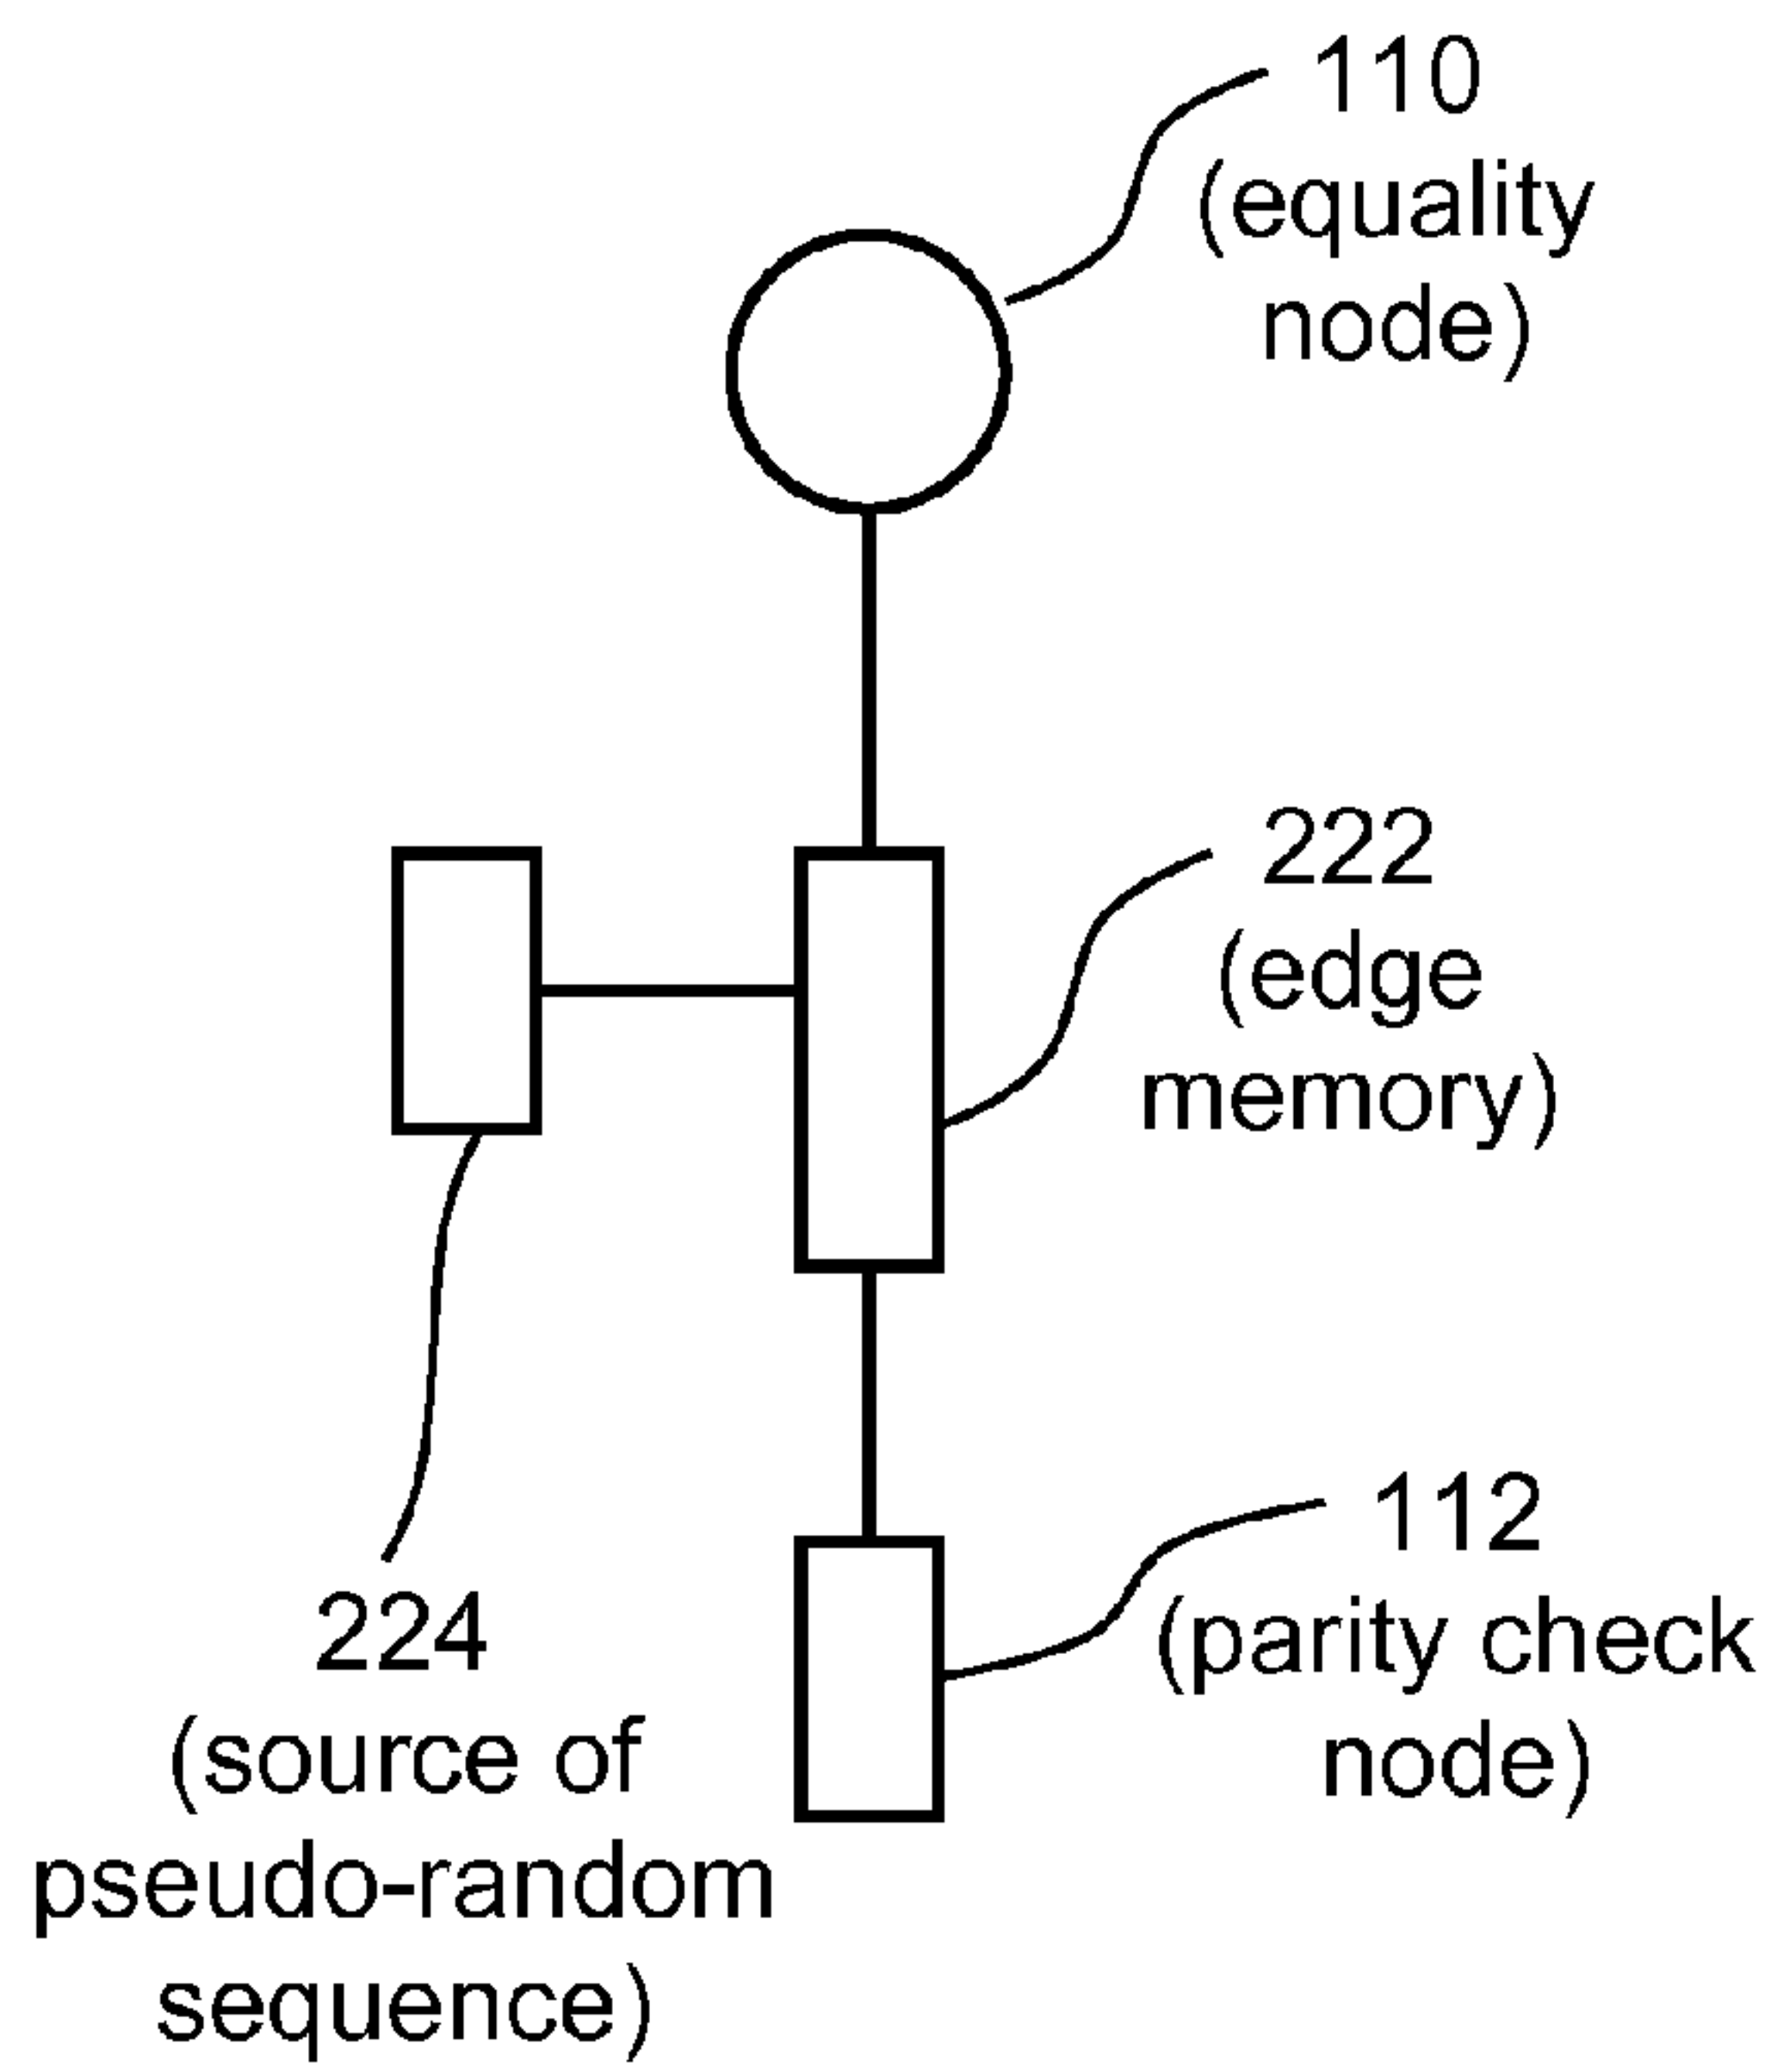 110
(equality
node)
222
(edge
memory)
112
(parity check
node)
224
(source of
pseudo-random
sequence)